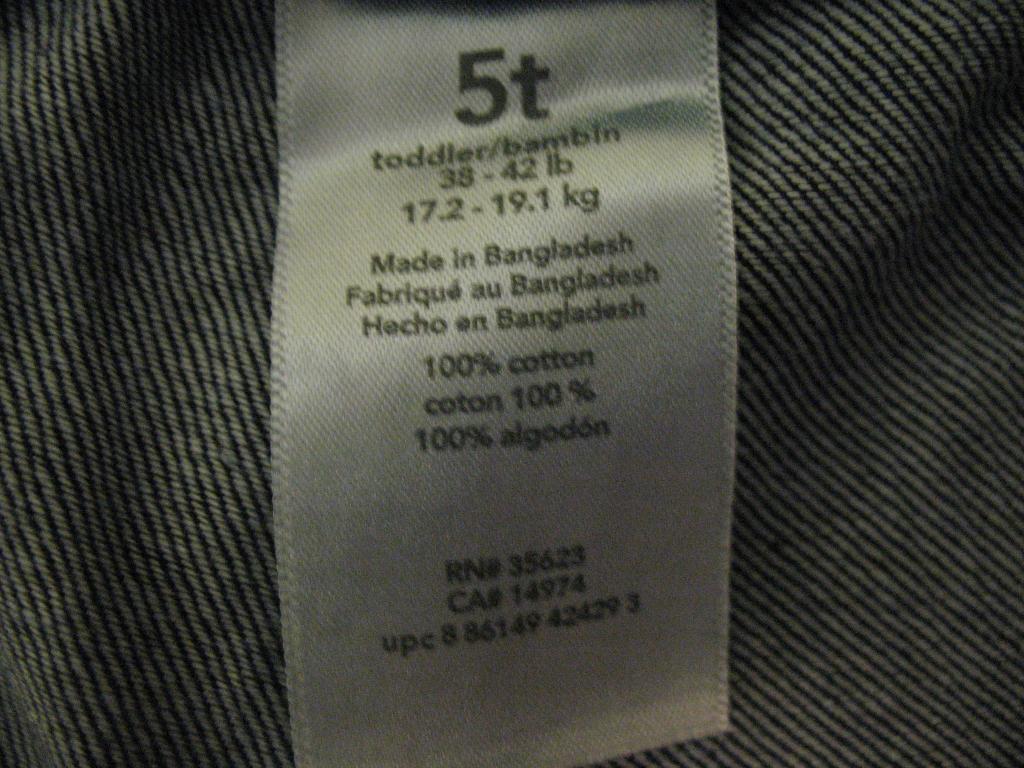 5t
toddler/bambin
38 - 42 lb
17.2 - 19.1 kg
Made in Bangladesh
Fabriqué au Bangladesh
Hecho en Bangladesh
100% cotton
coton 100 %
100% algodón
RN# 35623
CA# 14974
upc 8 86149 42429 3